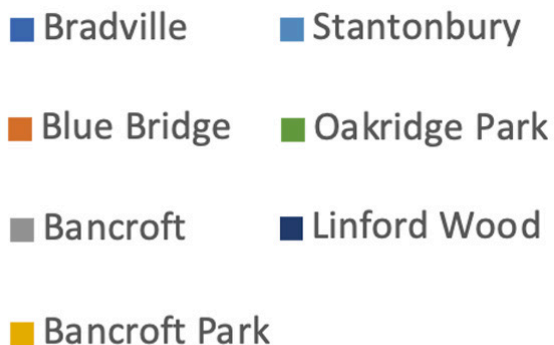 Bradville
Stantonbury
Blue Bridge
Oakridge Park
Bancroft
Linford Wood
Bancroft Park